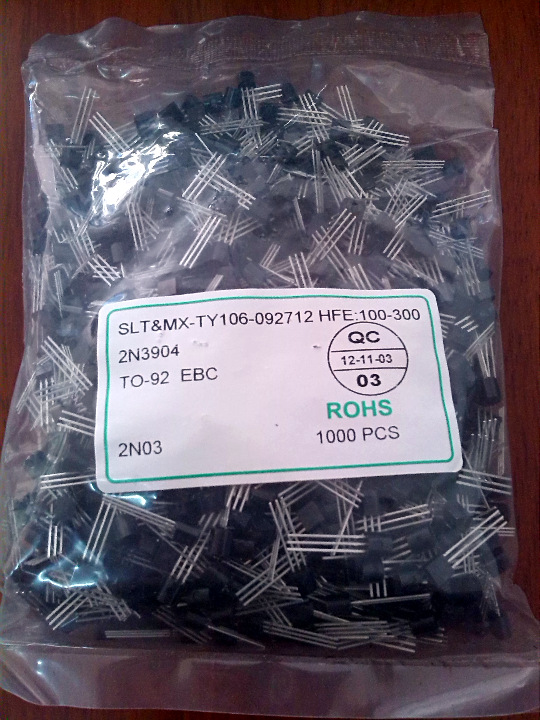 SLT&MX-TY106-092712 HFE:100-300
2N3904
TO-92 EBC
QC
12-11-03
03
ROHS
2N03
1000 PCS